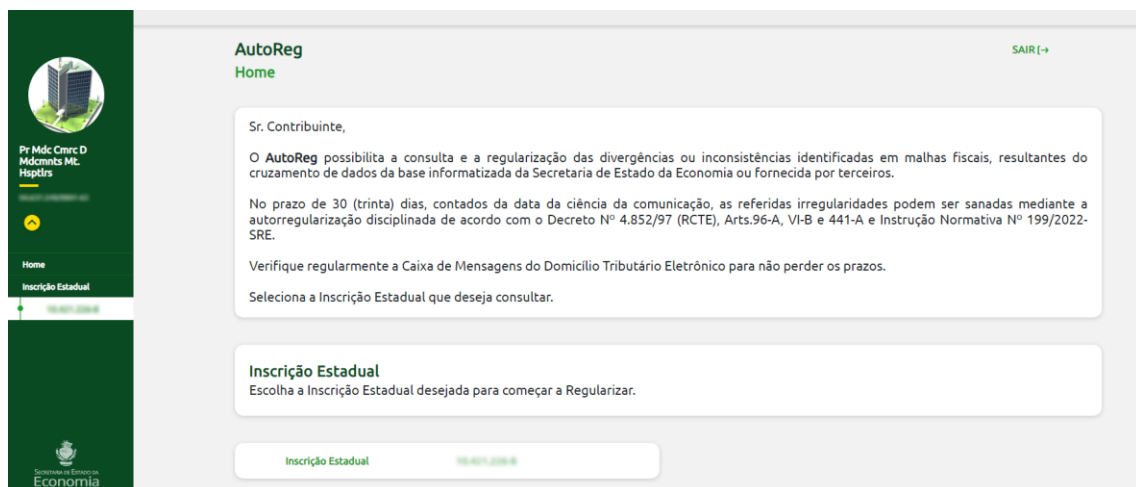 AutoReg
SAIR
Home
Sr. Contribuinte,
O AutoReg possibilita a consulta e a regularização das divergências ou inconsistências identificadas em malhas fiscais, resultantes do
cruzamento de dados da base informatizada da Secretaria de Estado da Economia ou fornecida por terceiros.
No prazo de 30 (trinta) dias, contados da data da ciência da comunicação, as referidas irregularidades podem ser sanadas mediante a
autorregularização disciplinada de acordo com o Decreto Nº 4.852/97 (RCTE), Arts.96-A, VI-B e 441-A e Instrução Normativa Nº 199/2022-
SRE.
Verifique regularmente a Caixa de Mensagens do Domicílio Tributário Eletrônico para não perder os prazos.
Seleciona a Inscrição Estadual que deseja consultar.
Inscrição Estadual
Escolha a Inscrição Estadual desejada para começar a Regularizar.
Inscrição Estadual
Pr Mdc Cmrc D
Mdcmnts Mt.
Hsptlrs
Home
Inscrição Estadual
Secretaria de Estado da
Economia